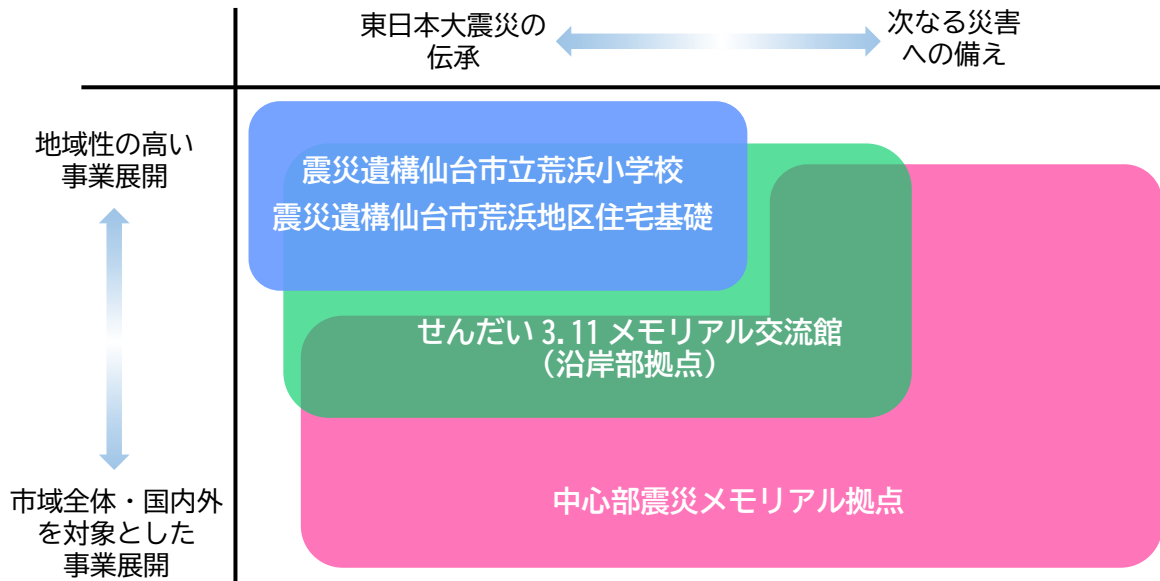 東日本大震災の
伝承
次なる災害
への備え
地域性の高い
事業展開
震災遺構仙台市立荒浜小学校
震災遺構仙台市荒浜地区住宅基礎
せんだい 3.11 メモリアル交流館
（沿岸部拠点）
市域全体・国内外
を対象とした
事業展開
中心部震災メモリアル拠点